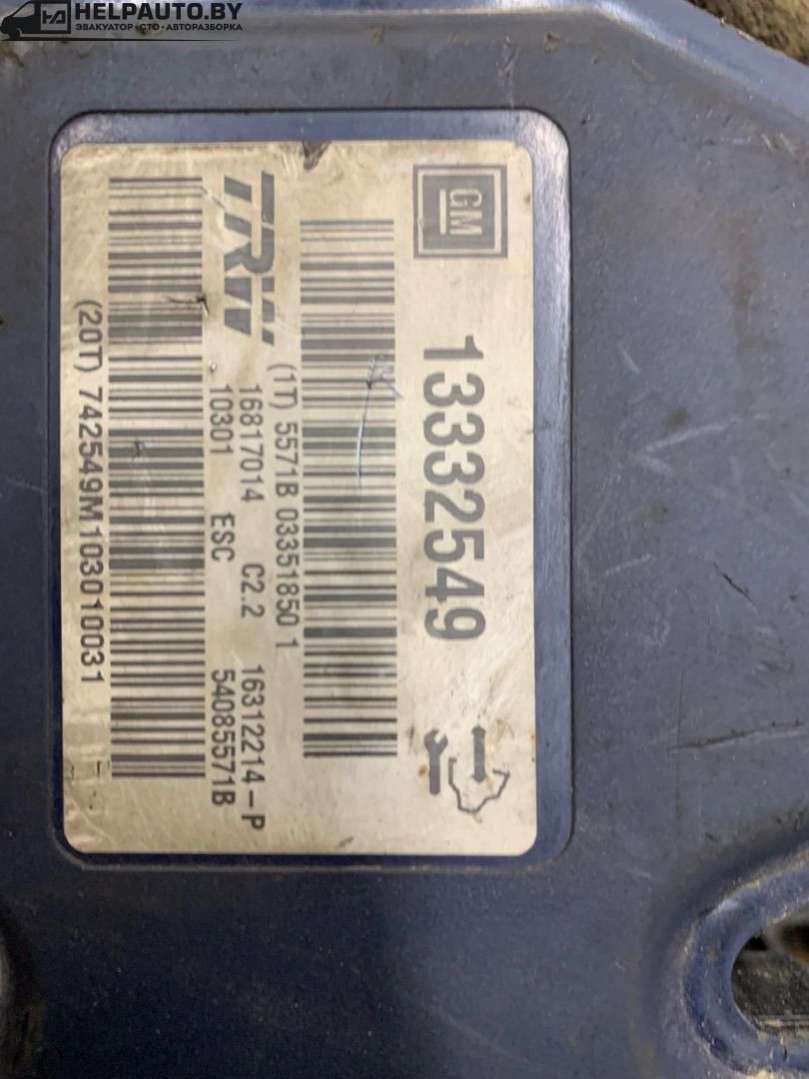 HELPAUTO.BY
ЭВАКУАТОР•СТО•АВТОРАЗБОРКА
GM
13332549
TRW
(1T) 5571B 03351850 1
16817014 C2.2 16312214-P
10301 ESC 54085571B
(20T) 742549M103010031